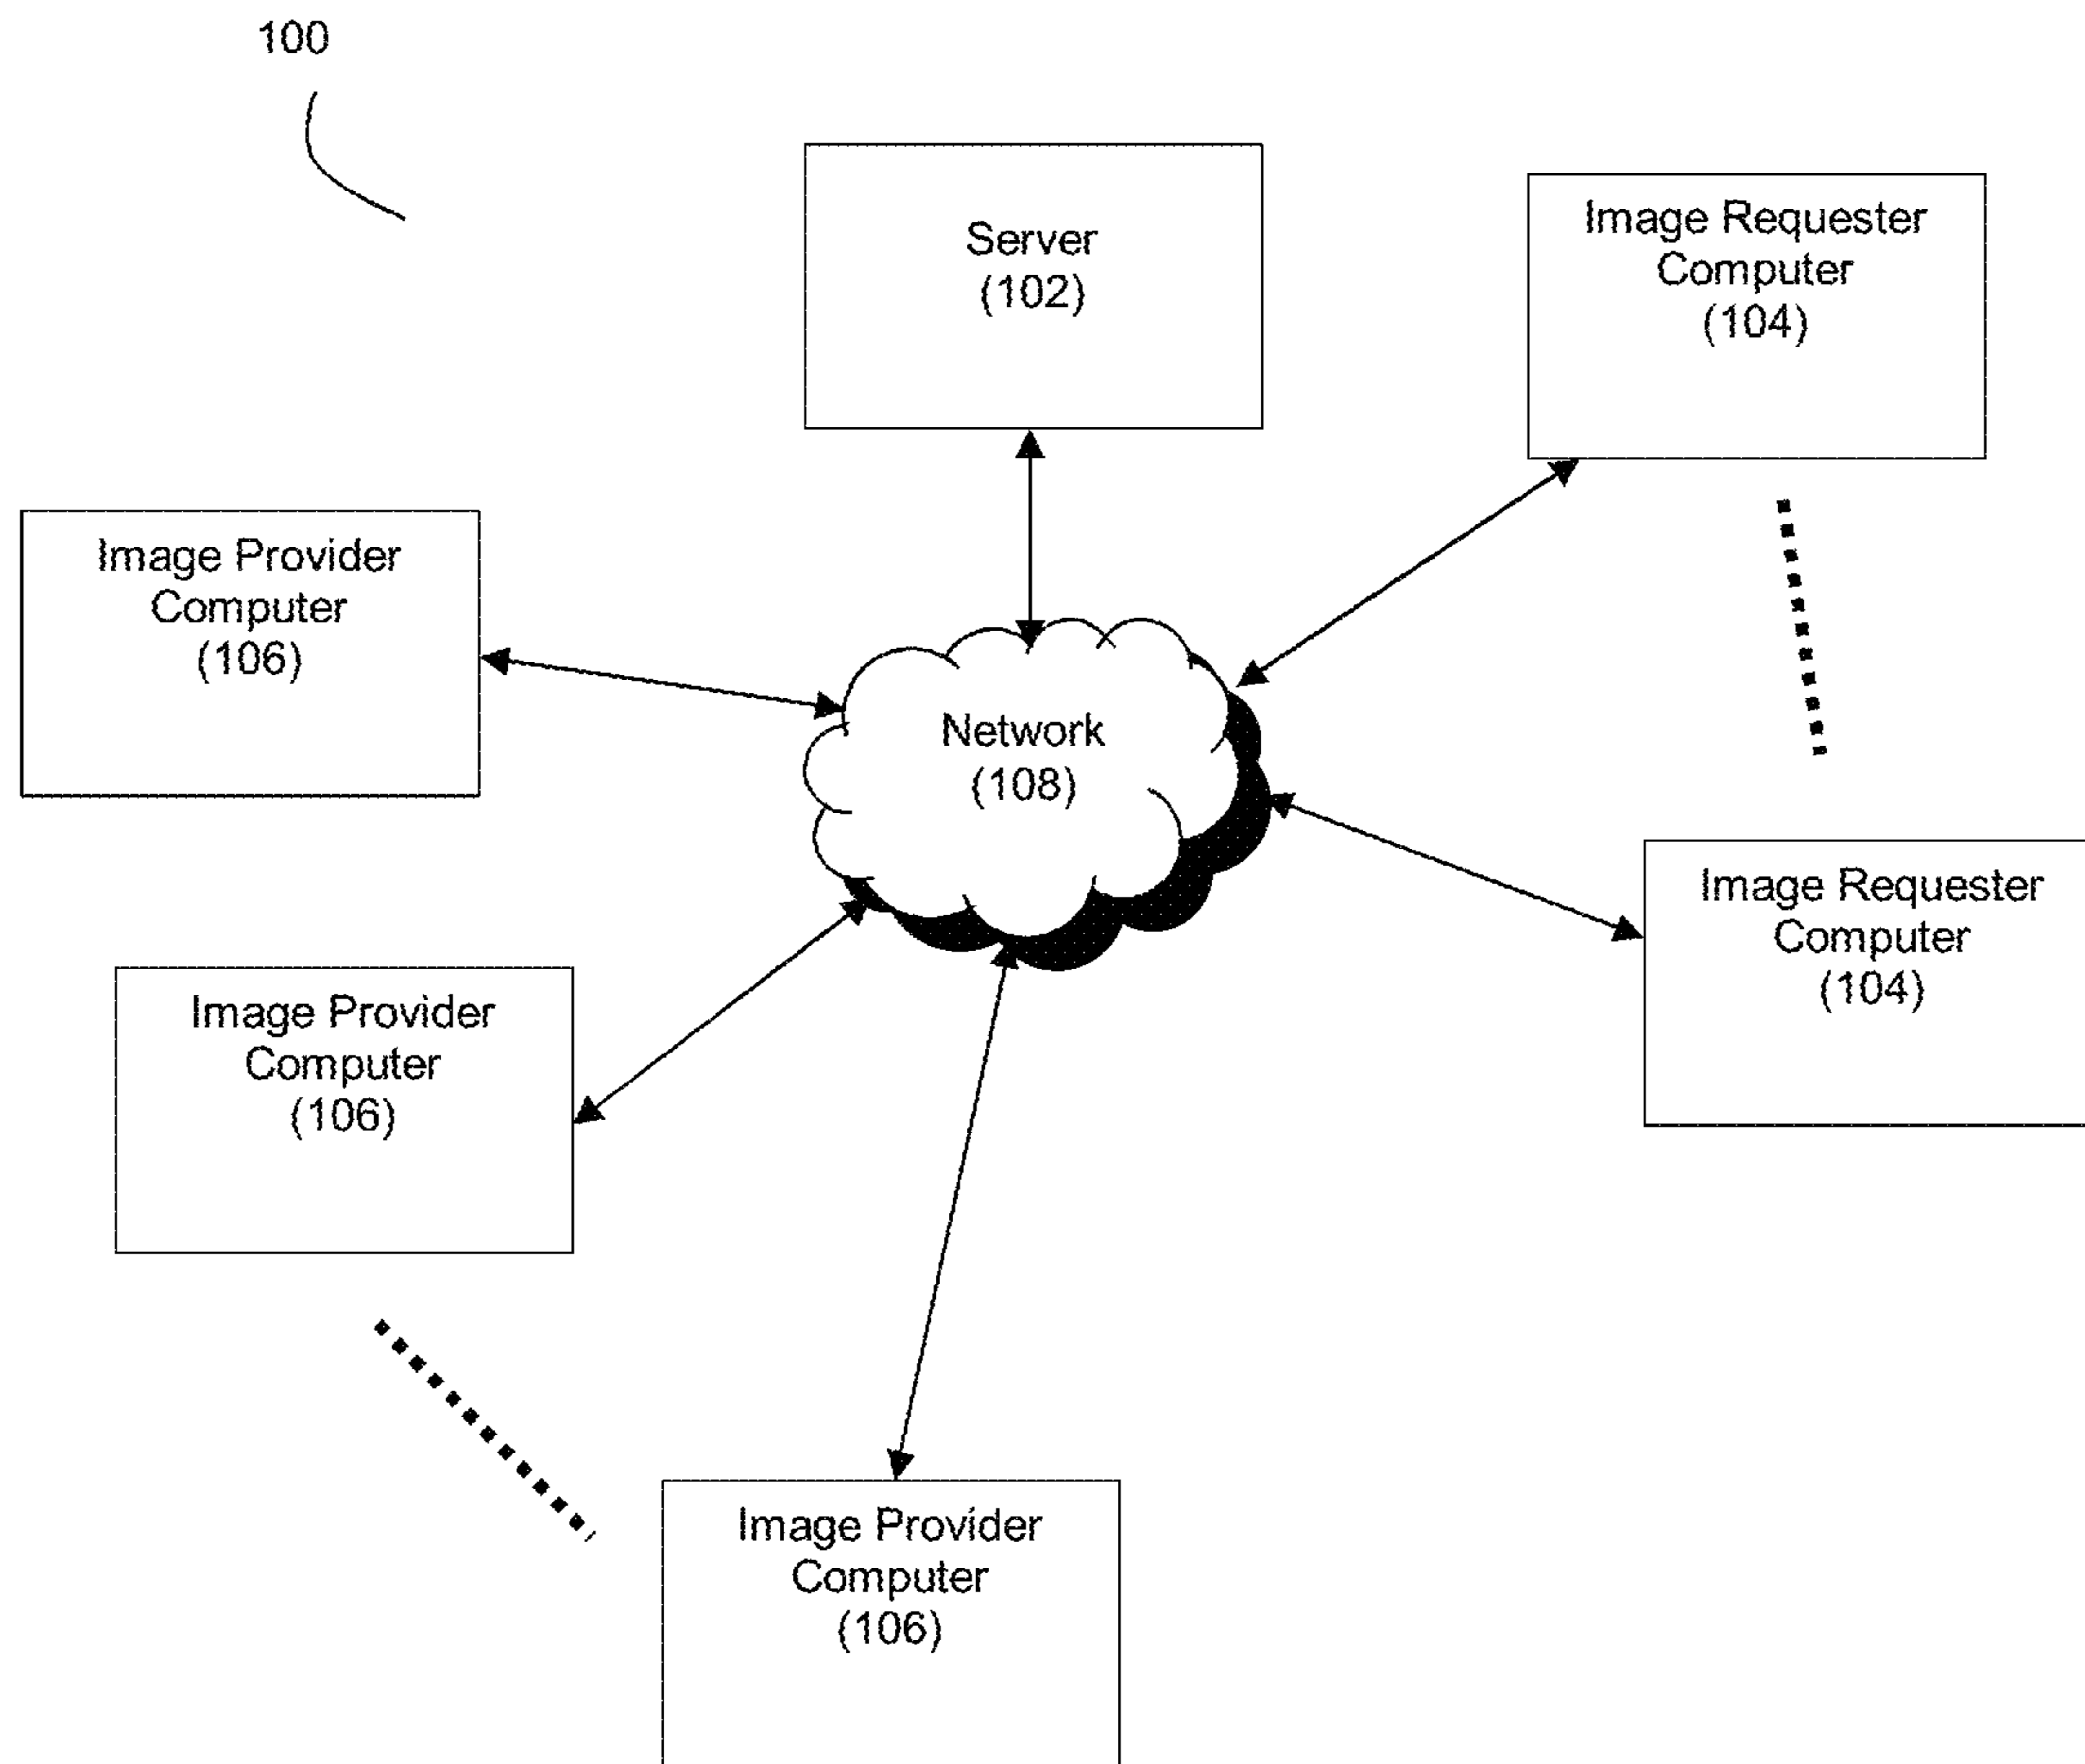 100
Server
(102)
Image Requester
Computer
(104)
Image Provider
Computer
(106)
Network
(108)
Image Requester
Computer
(104)
Image Provider
Computer
(106)
Image Provider
Computer
(106)